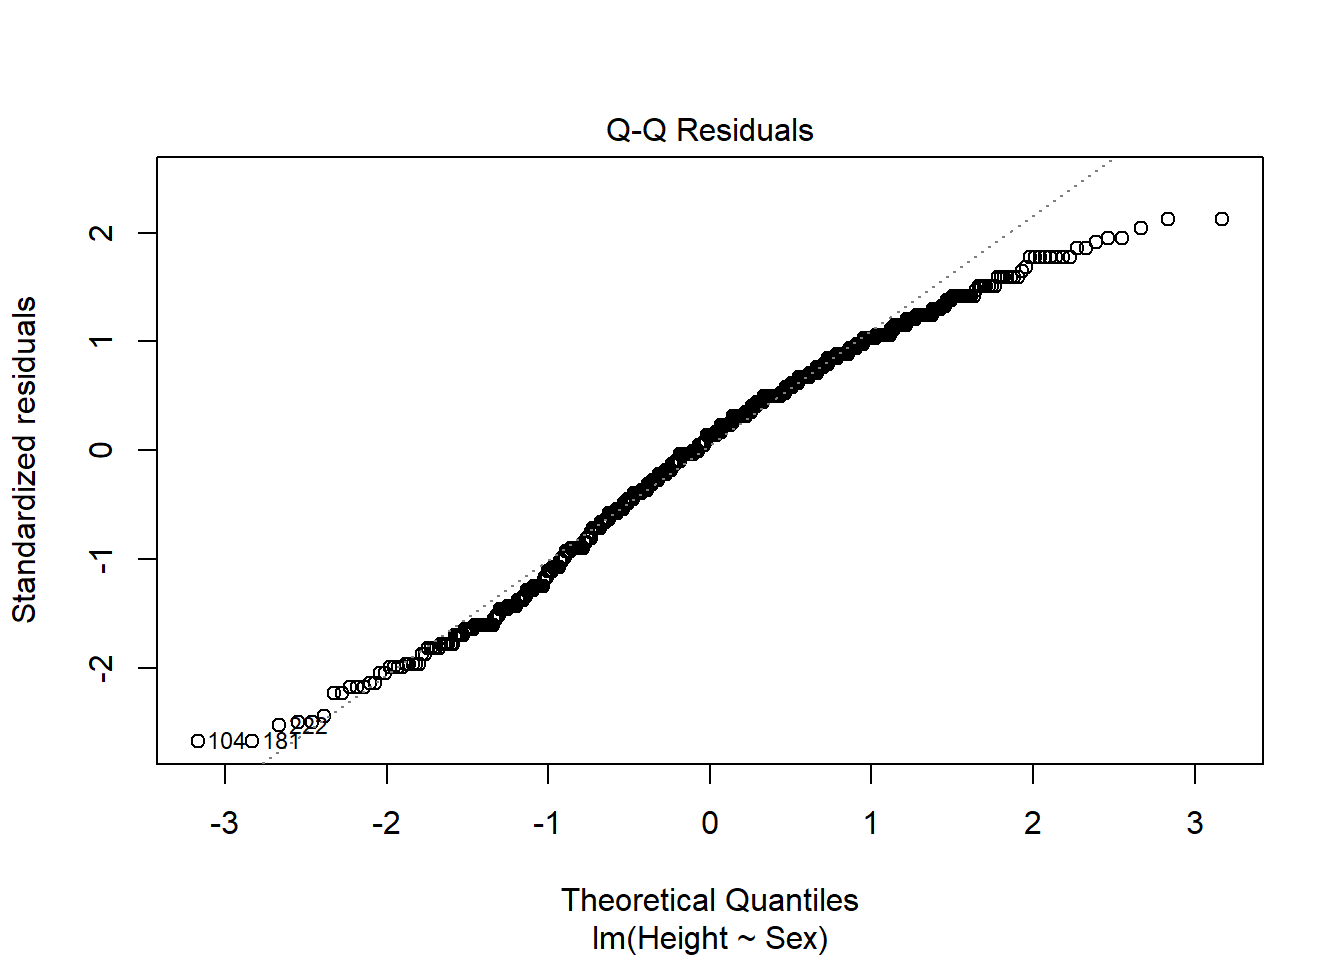 Q-Q Residuals
Standardized residuals
2
1
0
-1
-2
222
104
181
-3 -2 -1 0 1 2 3
Theoretical Quantiles
lm(Height ~ Sex)